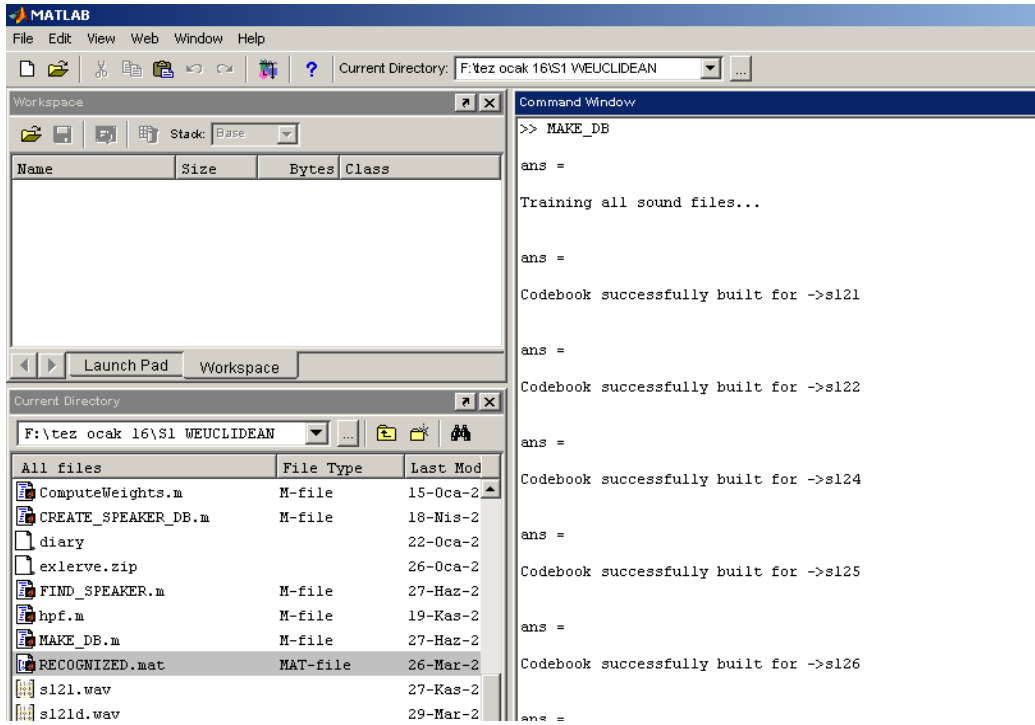 MATLAB
File Edit View Web Window Help
? Current Directory: F:\tez ocak 16\S1 WEUCLIDEAN ...
Workspace
Stack: Base
Name Size Bytes Class
Launch Pad Workspace
Current Directory
F:\tez ocak 16\S1 WEUCLIDEAN ...
All files File Type Last Mod
ComputeWeights.m M-file 15-Oca-2
CREATE_SPEAKER_DB.m M-file 18-Nis-2
diary 22-Oca-2
exlerve.zip 26-Oca-2
FIND_SPEAKER.m M-file 27-Haz-2
hpf.m M-file 19-Kas-2
MAKE_DB.m M-file 27-Haz-2
RECOGNIZED.mat MAT-file 26-Mar-2
s121.wav 27-Kas-2
s121d.wav 29-Mar-2
Command Window
>> MAKE_DB
ans =
Training all sound files...
ans =
Codebook successfully built for ->s121
ans =
Codebook successfully built for ->s122
ans =
Codebook successfully built for ->s124
ans =
Codebook successfully built for ->s125
ans =
Codebook successfully built for ->s126
ans =